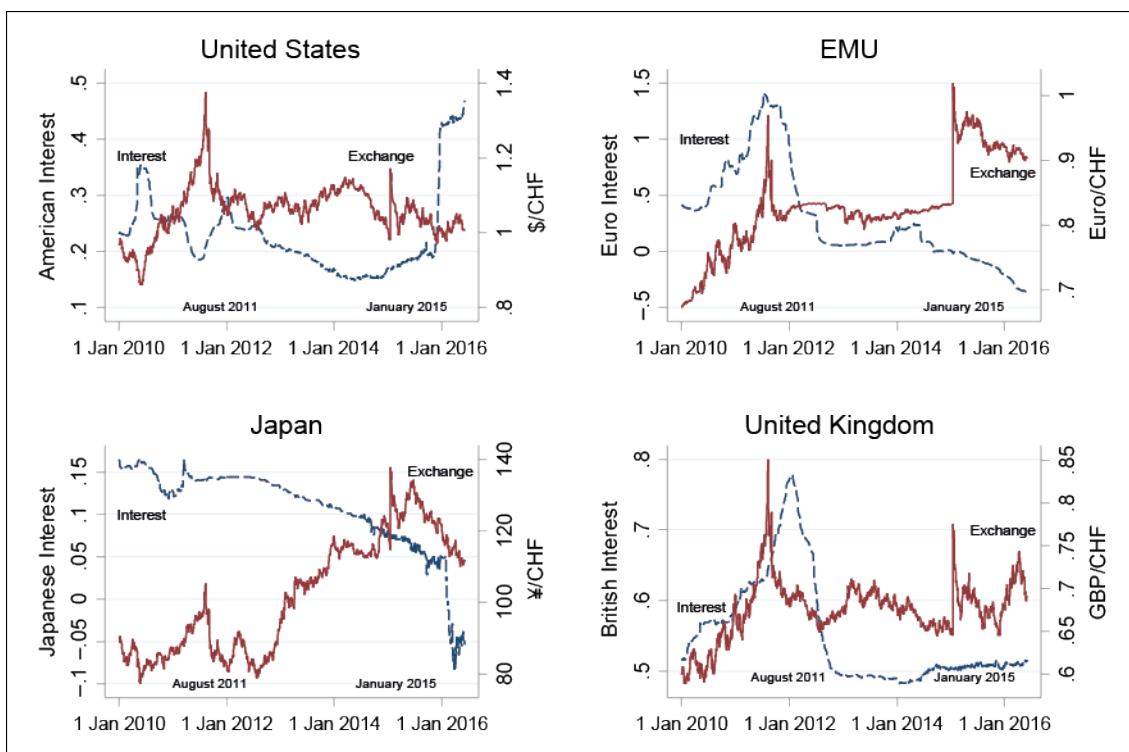 United States
American Interest
.5
.4
.3
.2
.1
Interest
Exchange
August 2011
January 2015
1.4
1.2
1
.8
$/CHF
1 Jan 2010
1 Jan 2012
1 Jan 2014
1 Jan 2016
EMU
Euro Interest
1.5
1
.5
0
-.5
Interest
Exchange
August 2011
January 2015
1
.9
.8
.7
Euro/CHF
1 Jan 2010
1 Jan 2012
1 Jan 2014
1 Jan 2016
Japan
Japanese Interest
.15
.1
.05
0
-.05
-.1
Interest
Exchange
August 2011
January 2015
140
120
100
80
¥/CHF
1 Jan 2010
1 Jan 2012
1 Jan 2014
1 Jan 2016
United Kingdom
British Interest
.8
.7
.6
.5
Interest
Exchange
August 2011
January 2015
.85
.8
.75
.7
.65
.6
GBP/CHF
1 Jan 2010
1 Jan 2012
1 Jan 2014
1 Jan 2016